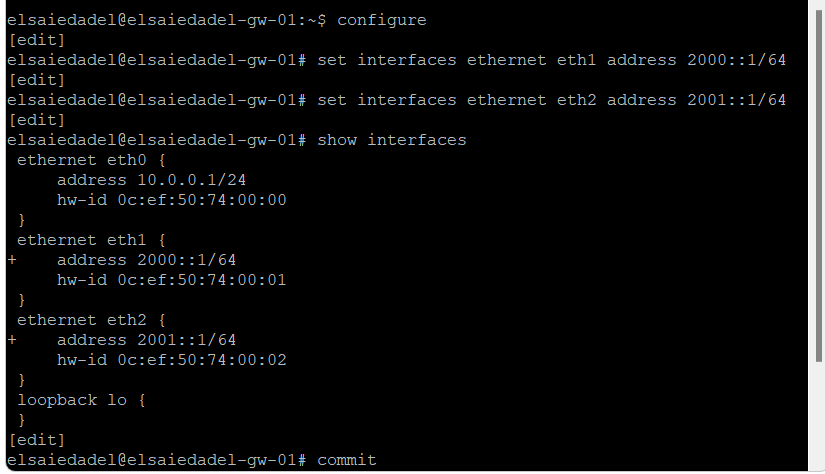 elsaiedadel@elsaiedadel-gw-01:~$ configure
[edit]
elsaiedadel@elsaiedadel-gw-01# set interfaces ethernet eth1 address 2000::1/64
[edit]
elsaiedadel@elsaiedadel-gw-01# set interfaces ethernet eth2 address 2001::1/64
[edit]
elsaiedadel@elsaiedadel-gw-01# show interfaces
 ethernet eth0 {
     address 10.0.0.1/24
     hw-id 0c:ef:50:74:00:00
 }
 ethernet eth1 {
+    address 2000::1/64
     hw-id 0c:ef:50:74:00:01
 }
 ethernet eth2 {
+    address 2001::1/64
     hw-id 0c:ef:50:74:00:02
 }
 loopback lo {
 }
[edit]
elsaiedadel@elsaiedadel-gw-01# commit